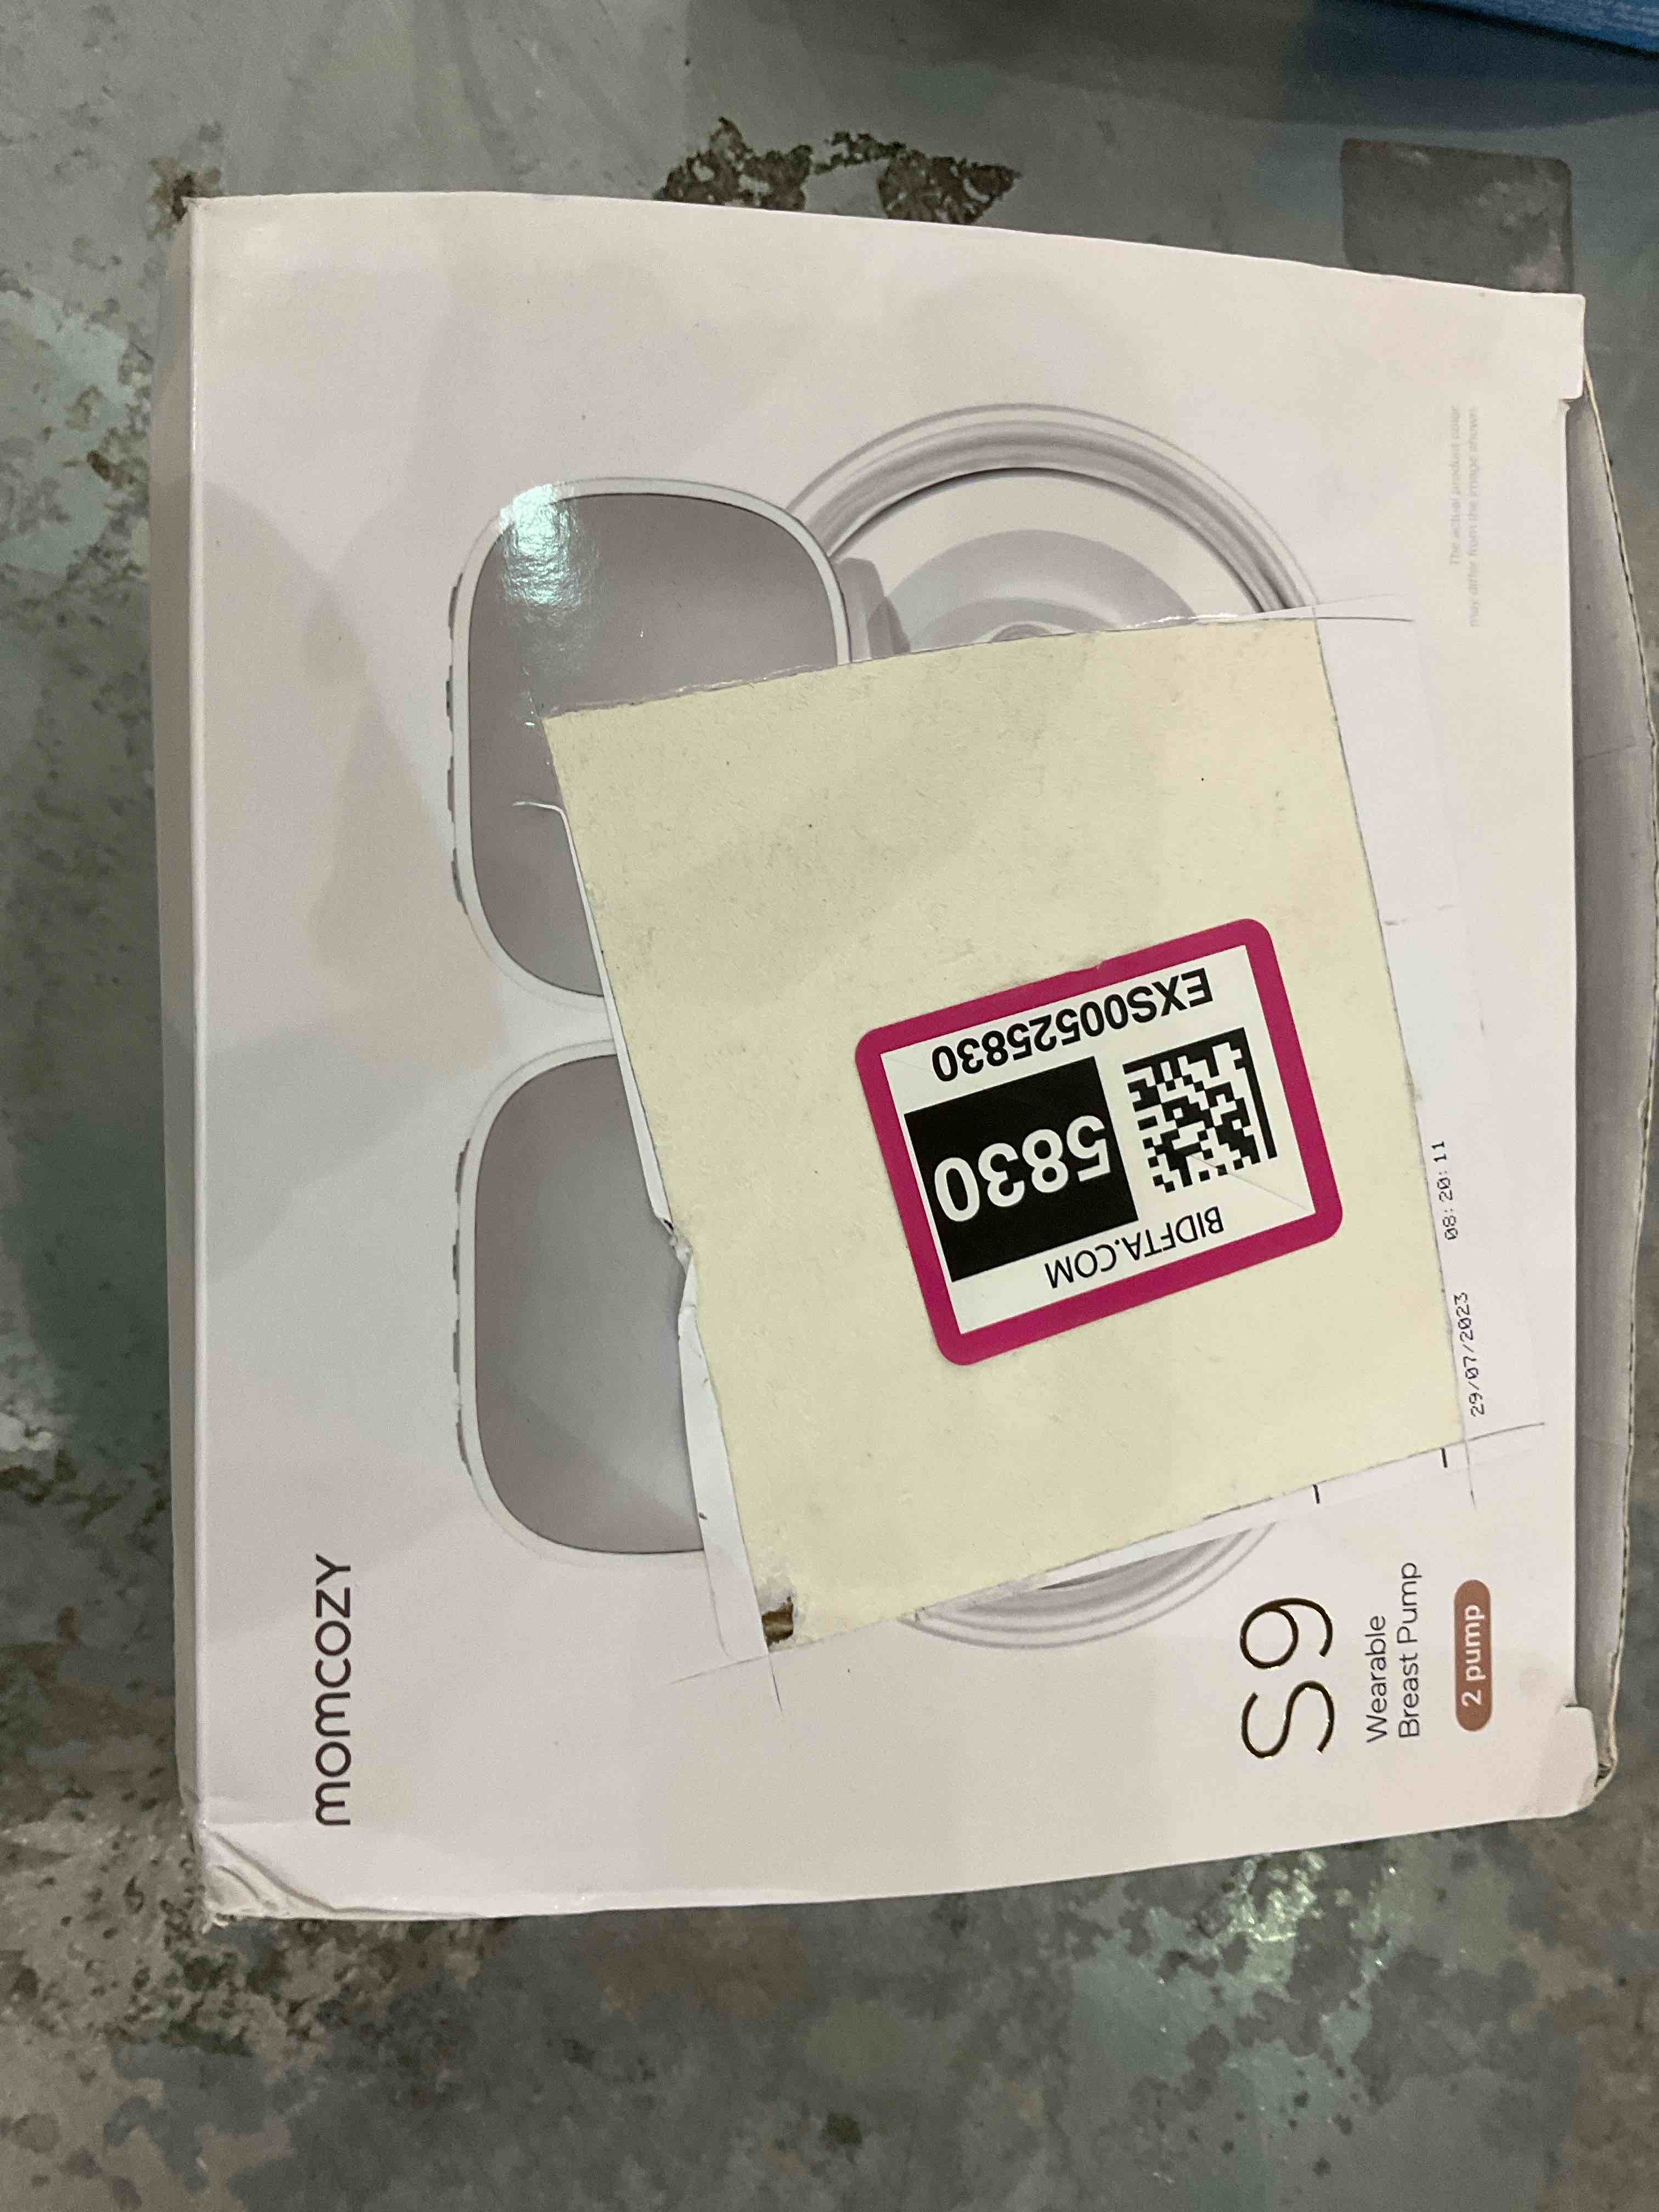 momcozy
S9
Wearable
Breast Pump
2 pump
The actual product color
may differ from the image shown
29/07/2023 08:20:11
BIDFTA.COM
5830
EXS00525830